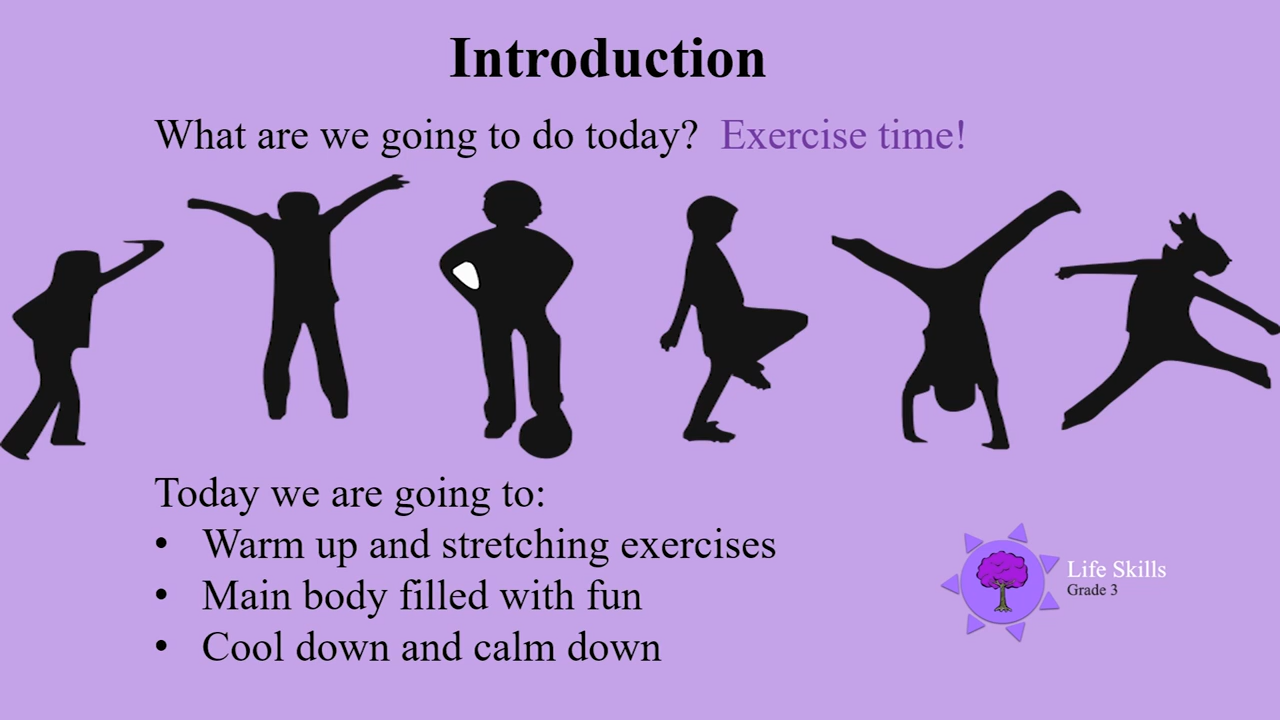 Introduction
What are we going to do today? Exercise time!
Today we are going to:
• Warm up and stretching exercises
• Main body filled with fun
• Cool down and calm down
Life Skills
Grade 3